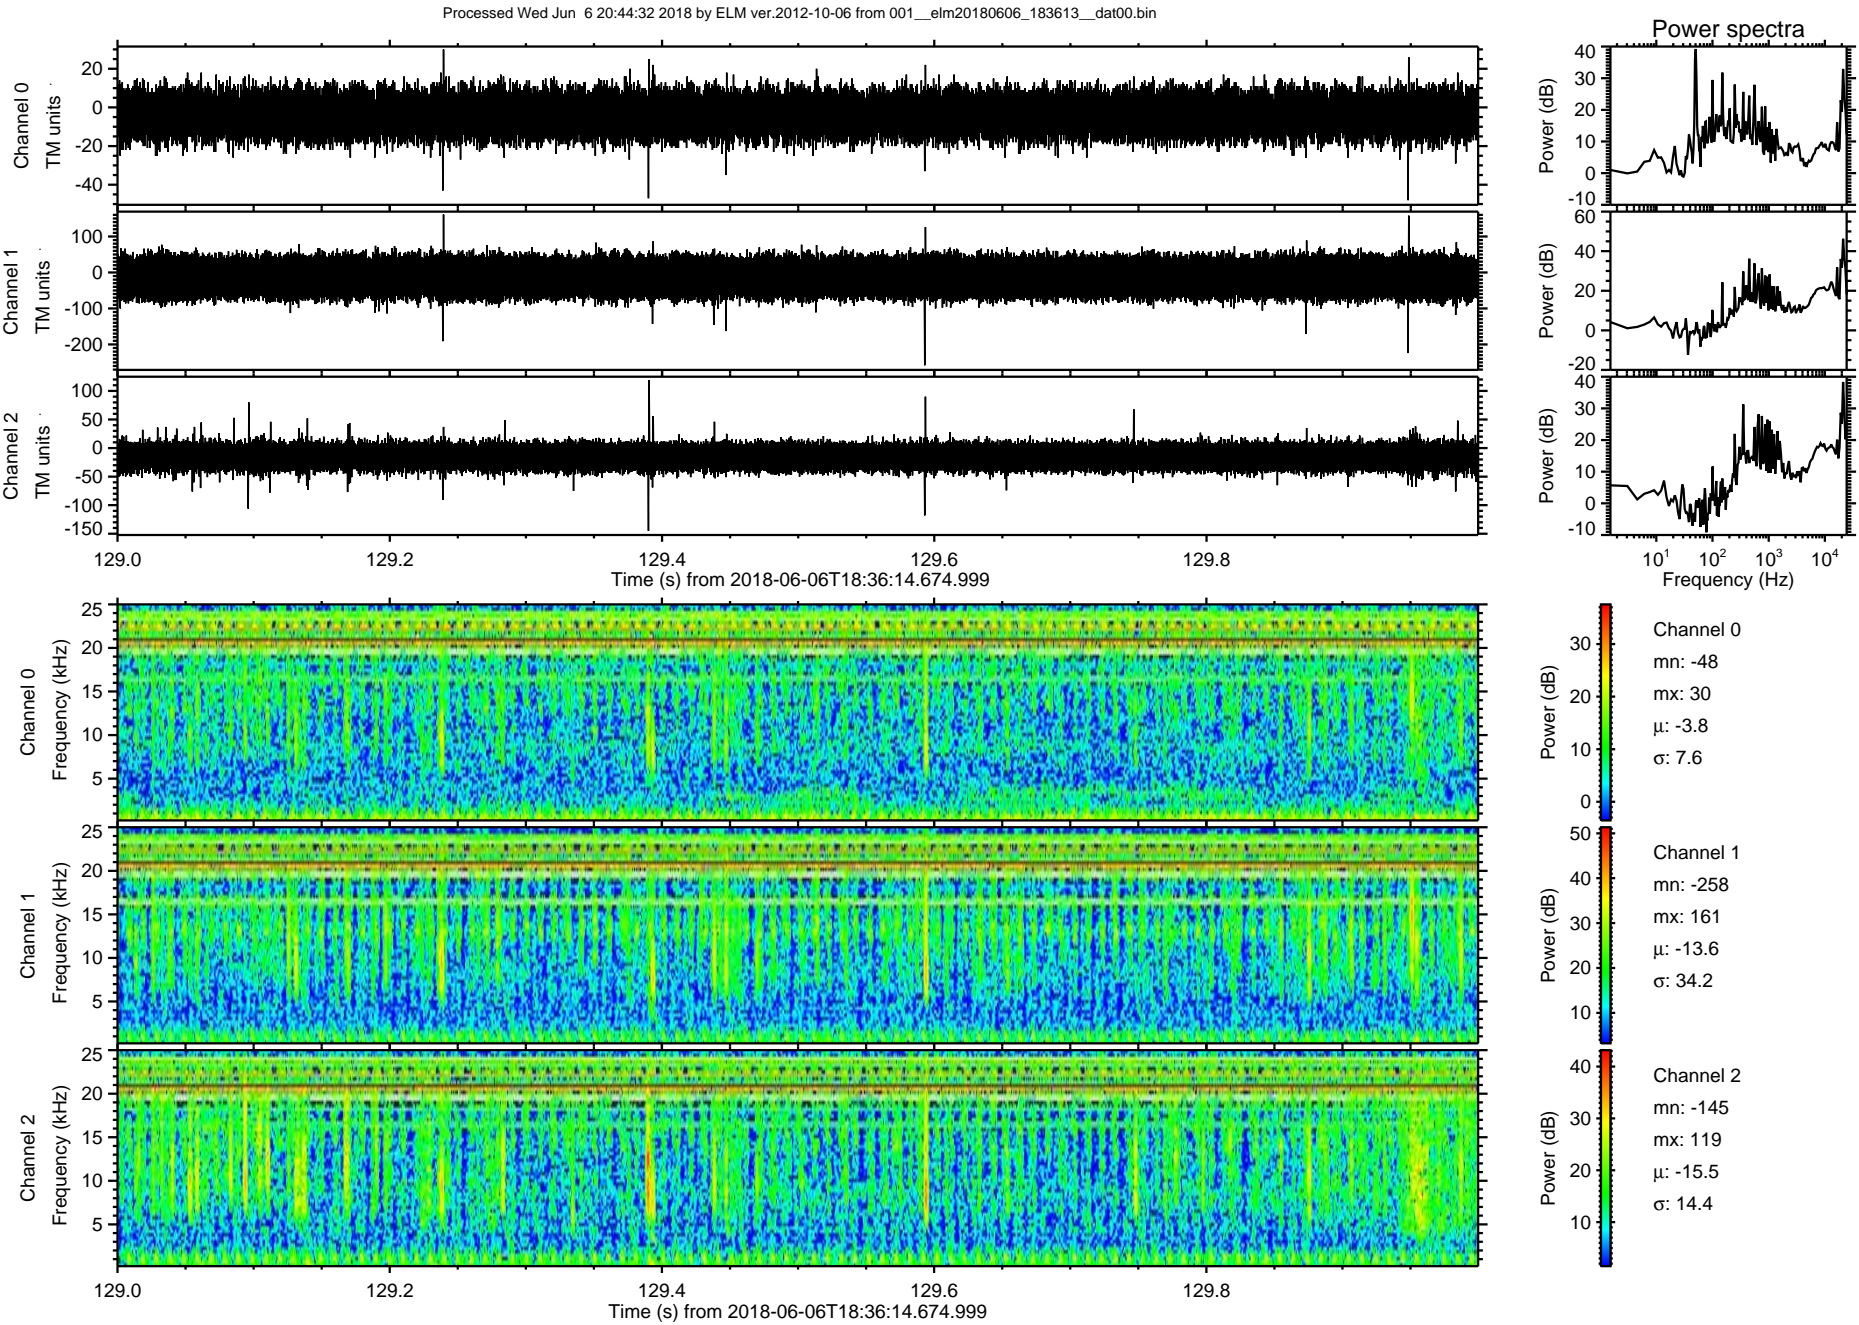 Processed Wed Jun  6 20:44:32 2018 by ELM ver.2012-10-06 from 001__elm20180606_183613__dat00.bin
Power spectra
Channel 0
TM units
20
0
-20
-40
Power (dB)
40
30
20
10
0
-10
Channel 1
TM units
100
0
-100
-200
Power (dB)
60
40
20
0
-20
Channel 2
TM units
100
50
0
-50
-100
-150
Power (dB)
40
30
20
10
0
-10
129.0 129.2 129.4 129.6 129.8
Time (s) from 2018-06-06T18:36:14.674.999
10^1 10^2 10^3 10^4
Frequency (Hz)
Channel 0
Frequency (kHz)
25
20
15
10
5
Power (dB)
30
20
10
0
Channel 0
mn: -48
mx: 30
μ: -3.8
σ: 7.6
Channel 1
Frequency (kHz)
25
20
15
10
5
Power (dB)
50
40
30
20
10
Channel 1
mn: -258
mx: 161
μ: -13.6
σ: 34.2
Channel 2
Frequency (kHz)
25
20
15
10
5
Power (dB)
40
30
20
10
Channel 2
mn: -145
mx: 119
μ: -15.5
σ: 14.4
129.0 129.2 129.4 129.6 129.8
Time (s) from 2018-06-06T18:36:14.674.999